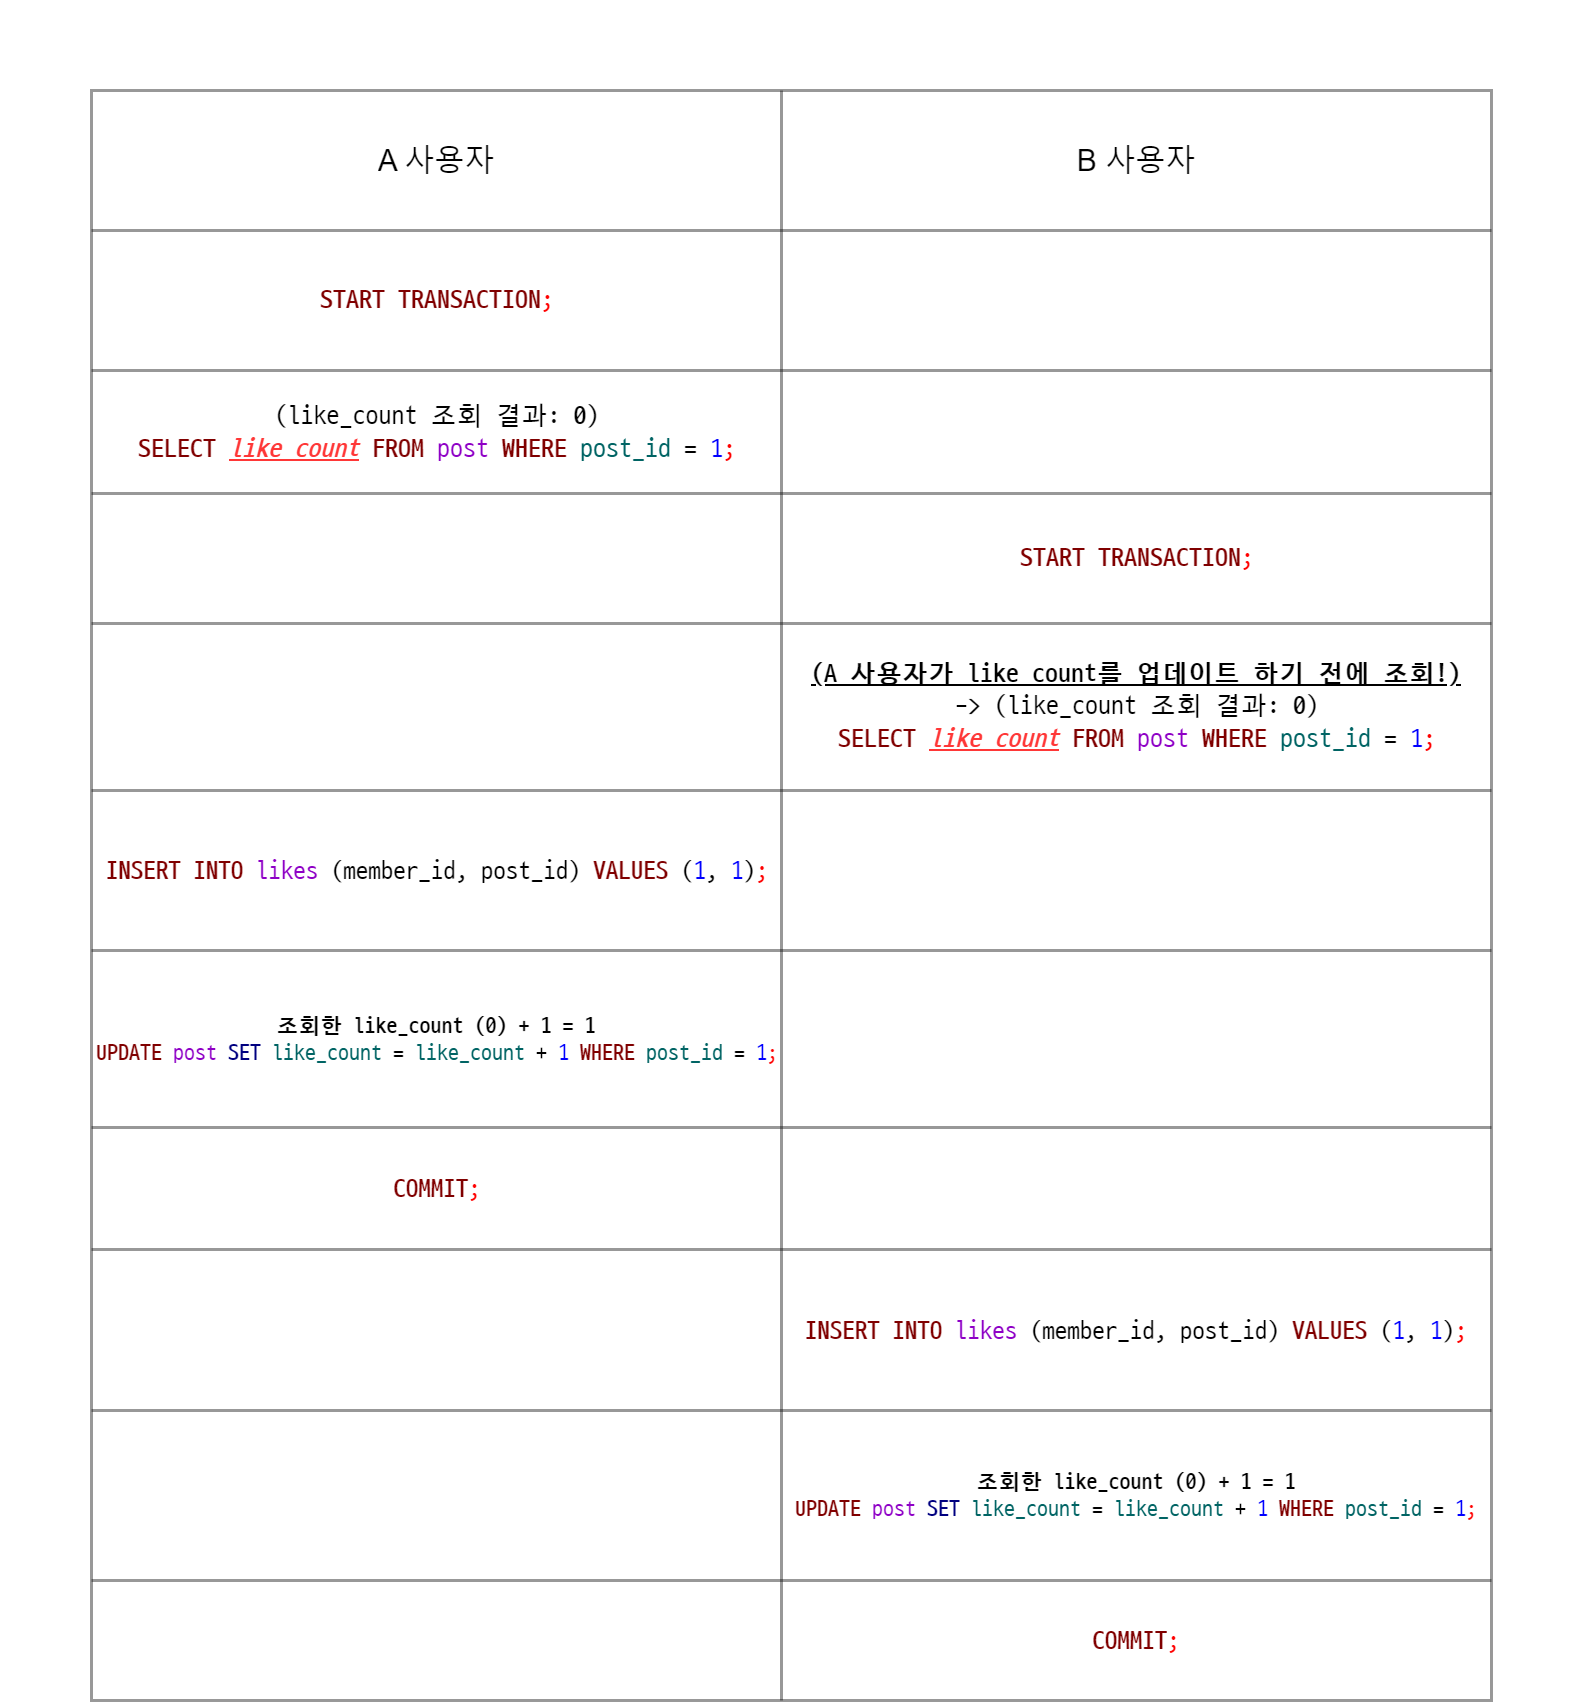 A 사용자
B 사용자
START TRANSACTION;
(like_count 조회 결과: 0)
SELECT like_count FROM post WHERE post_id = 1;
START TRANSACTION;
(A 사용자가 like_count를 업데이트 하기 전에 조회!)
-> (like_count 조회 결과: 0)
SELECT like_count FROM post WHERE post_id = 1;
INSERT INTO likes (member_id, post_id) VALUES (1, 1);
조회한 like_count (0) + 1 = 1
UPDATE post SET like_count = like_count + 1 WHERE post_id = 1;
COMMIT;
INSERT INTO likes (member_id, post_id) VALUES (1, 1);
조회한 like_count (0) + 1 = 1
UPDATE post SET like_count = like_count + 1 WHERE post_id = 1;
COMMIT;